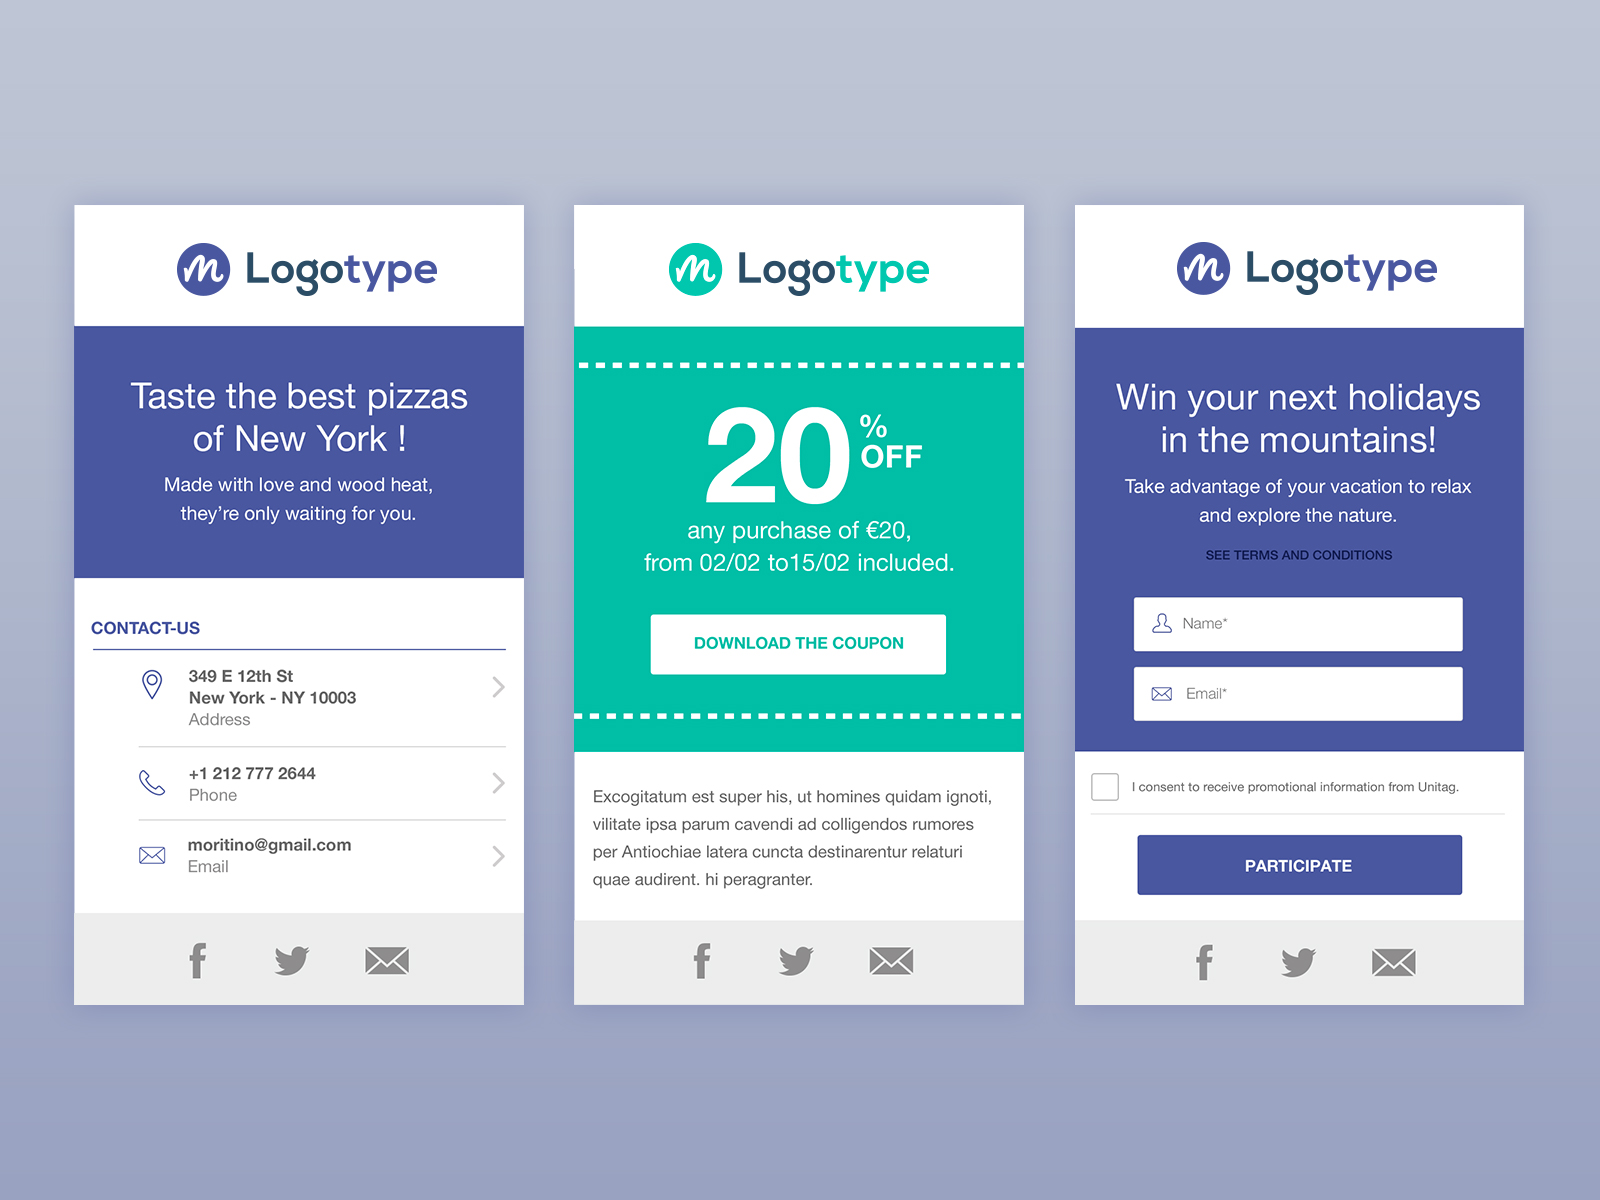 Logotype
Taste the best pizzas
of New York !
Made with love and wood heat,
they're only waiting for you.
CONTACT-US
349 E 12th St
New York - NY 10003
Address
+1 212 777 2644
Phone
moritino@gmail.com
Email
Logotype
20
%
OFF
any purchase of €20,
from 02/02 to15/02 included.
DOWNLOAD THE COUPON
Excogitatum est super his, ut homines quidam ignoti,
vilitate ipsa parum cavendi ad colligendos rumores
per Antiochiae latera cuncta destinarentur relaturi
quae audirent. hi peragranter.
Logotype
Win your next holidays
in the mountains!
Take advantage of your vacation to relax
and explore the nature.
SEE TERMS AND CONDITIONS
Name*
Email*
I consent to receive promotional information from Unitag.
PARTICIPATE